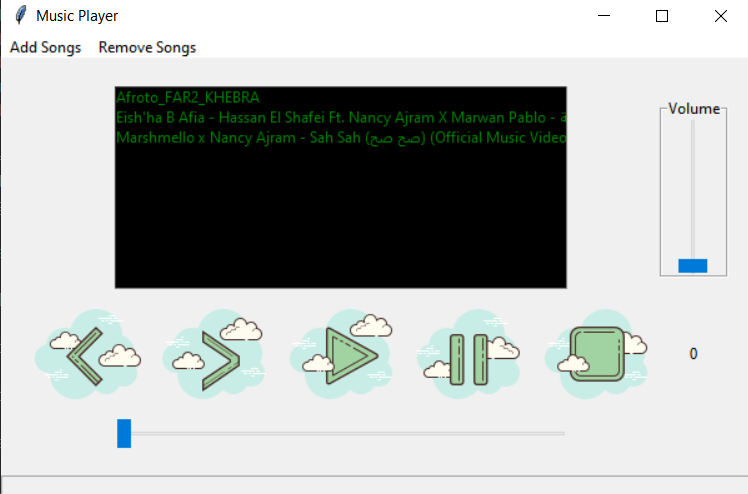 Music Player
Add Songs Remove Songs
Afroto_FAR2_KHEBRA
Eish'ha B Afia - Hassan El Shafei Ft. Nancy Ajram X Marwan Pablo -
Marshmello x Nancy Ajram - Sah Sah (صح صح) (Official Music Video
Volume
0